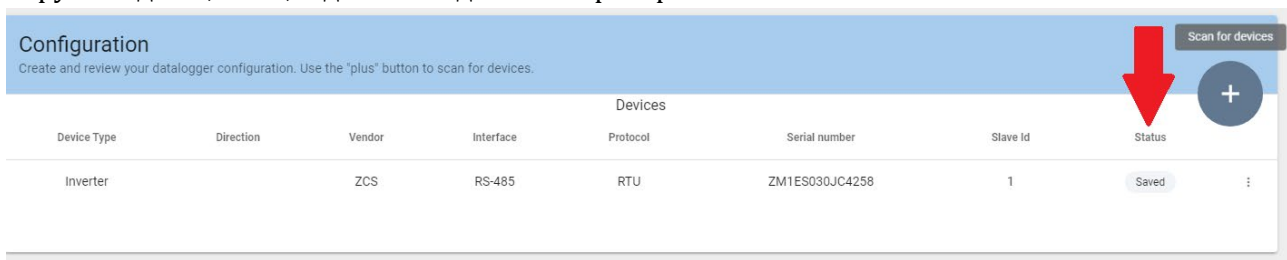 Configuration
Scan for devices
Create and review your datalogger configuration. Use the "plus" button to scan for devices.
+
Devices
Device Type Direction Vendor Interface Protocol Serial number Slave Id Status
Inverter ZCS RS-485 RTU ZM1ES030JC4258 1 Saved